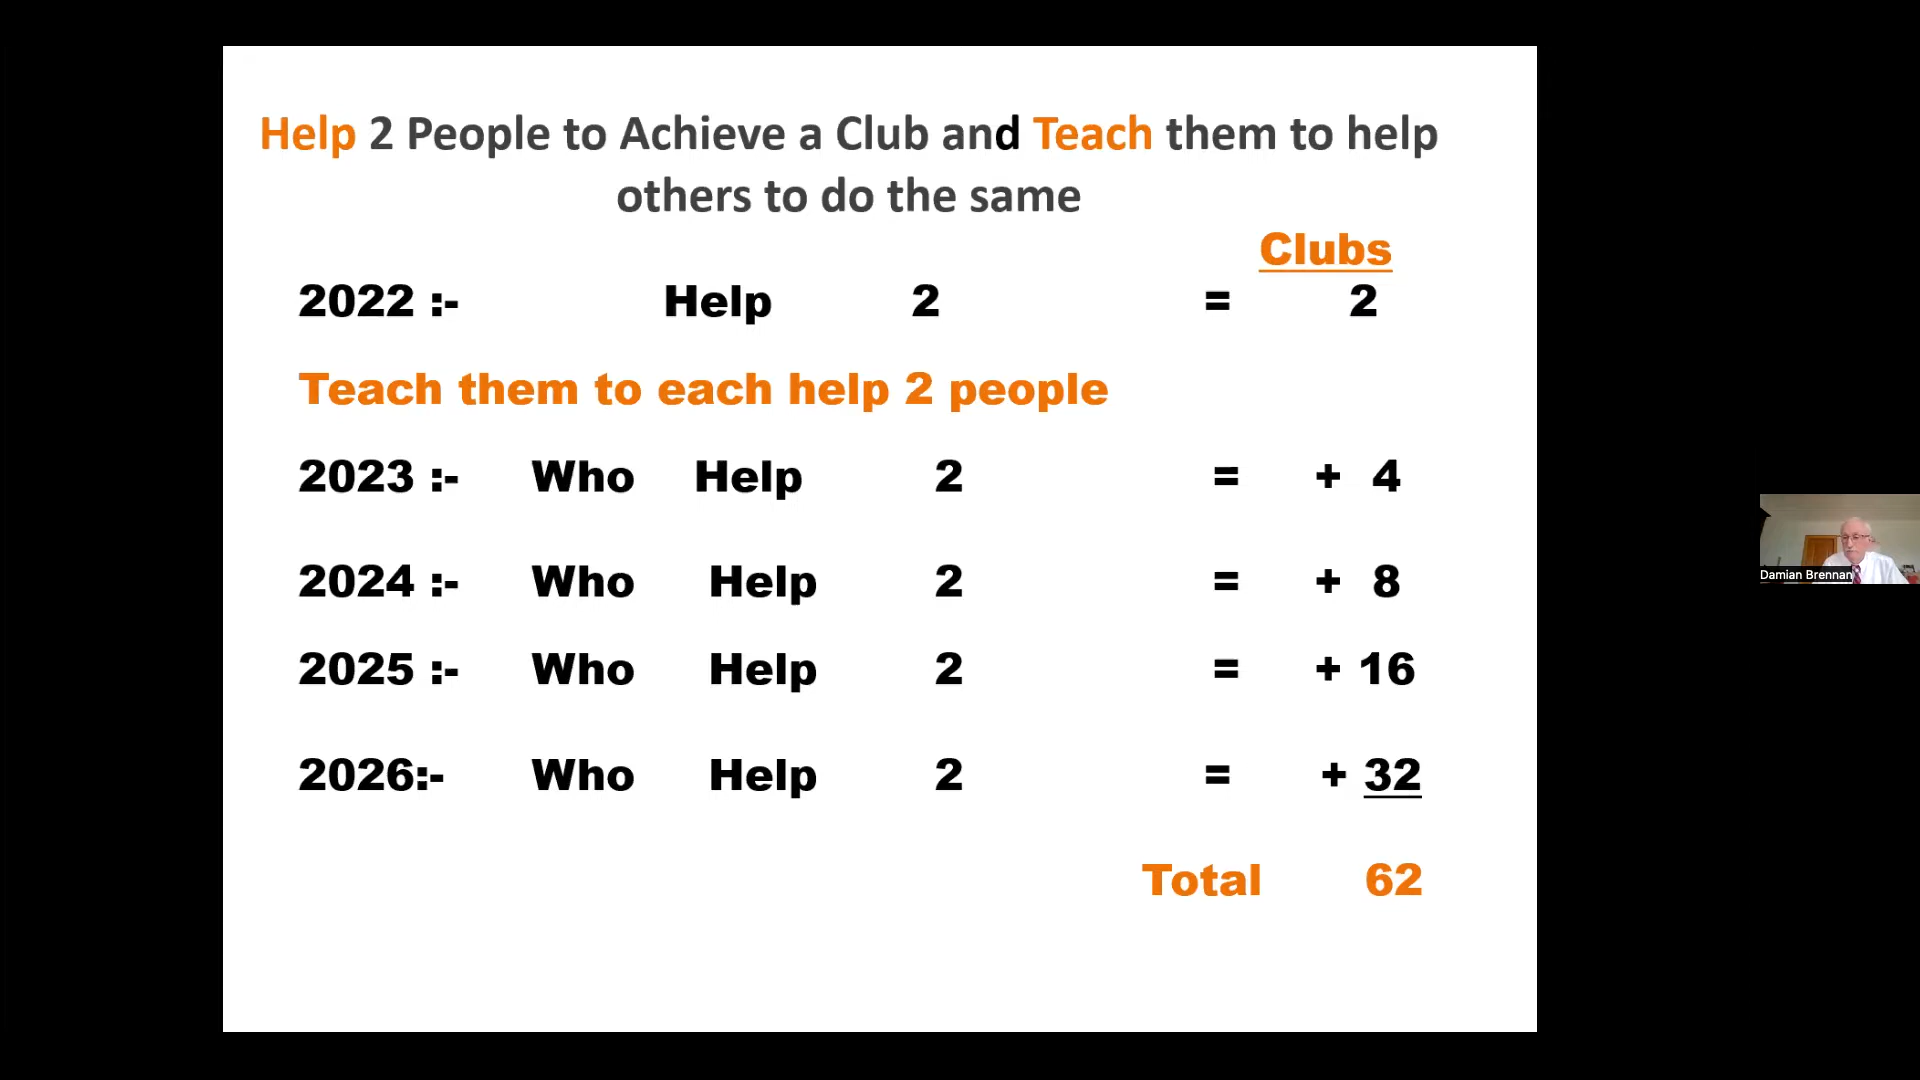 Help 2 People to Achieve a Club and Teach them to help
others to do the same
Clubs
2022 :- Help 2 = 2
Teach them to each help 2 people
2023 :- Who Help 2 = + 4
2024 :- Who Help 2 = + 8
2025 :- Who Help 2 = + 16
2026:- Who Help 2 = + 32
Total 62
Damian Brennan